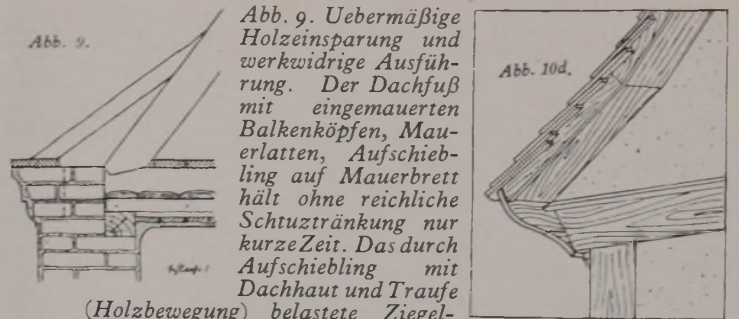 Abb. 9.
Abb. 9. Uebermäßige
Holzeinsparung und
werkwidrige Ausfüh-
rung. Der Dachfuß
mit eingemauerten
Balkenköpfen, Mau-
erlatten, Aufschieb-
ling auf Mauerbrett
hält ohne reichliche
Schtuztränkung nur
kurze Zeit. Das durch
Aufschiebling mit
Dachhaut und Traufe
(Holzbewegung) belastete Ziegel-
Abb. 10d.